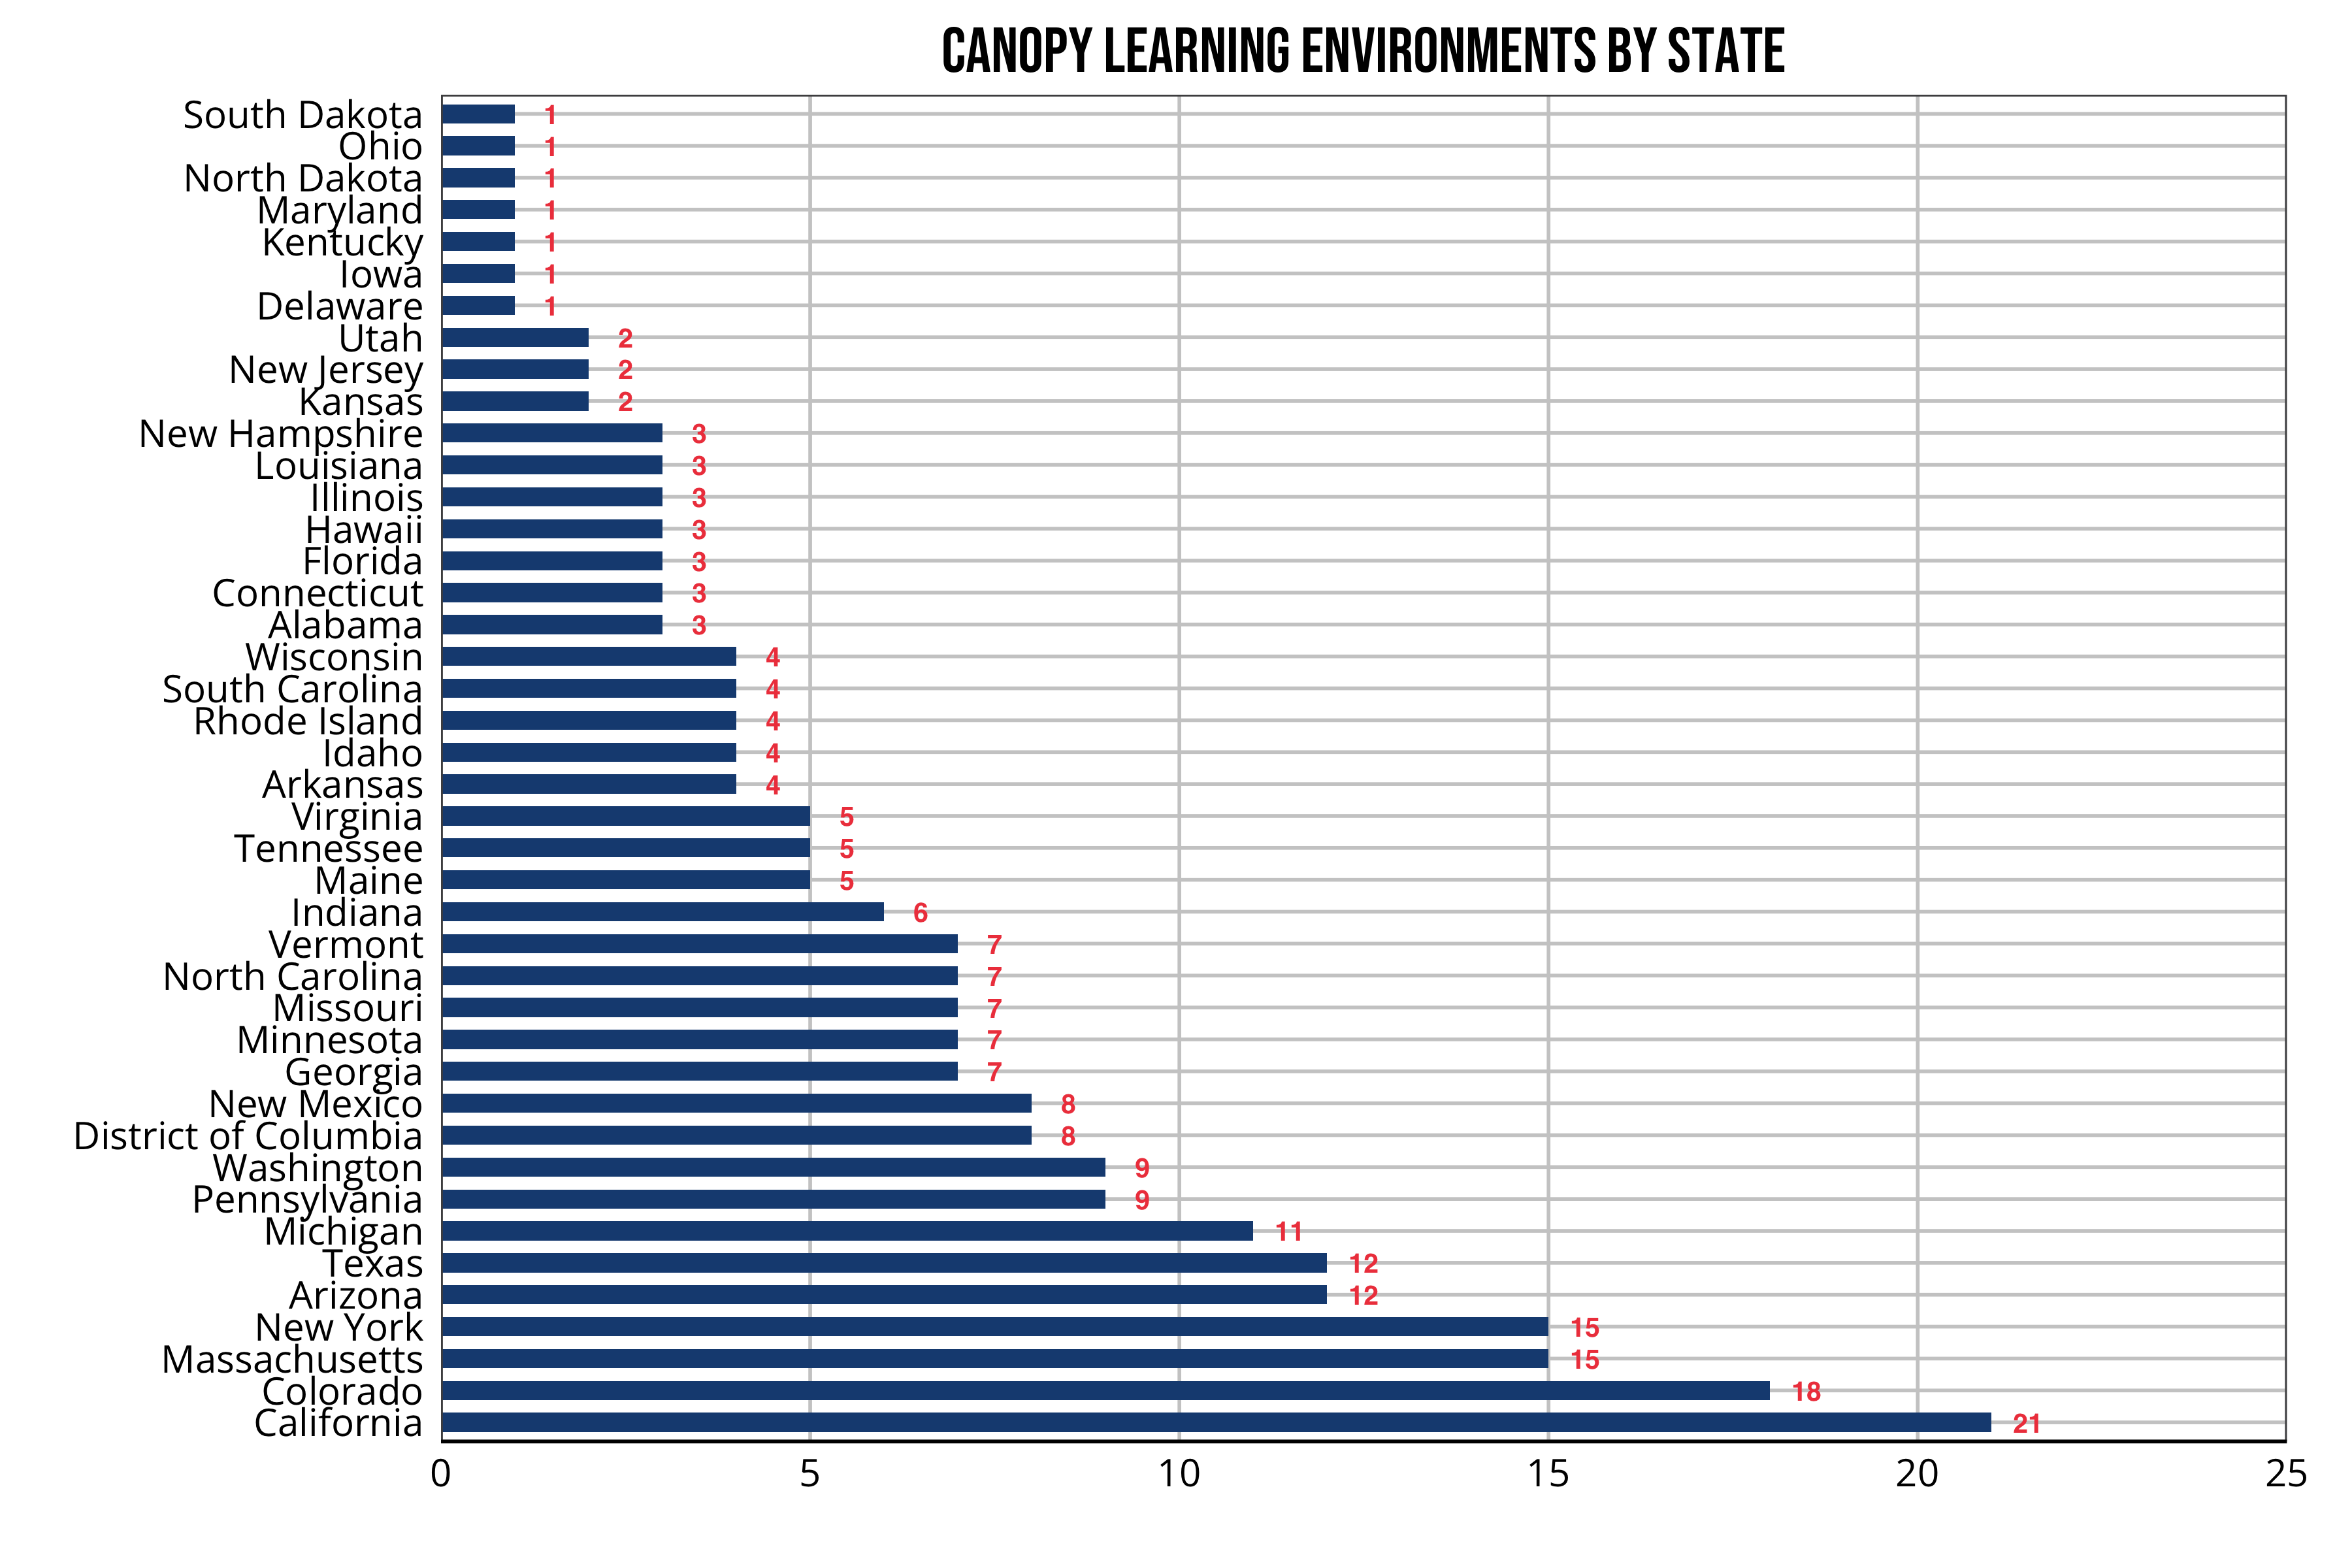 CANOPY LEARNING ENVIRONMENTS BY STATE
South Dakota 1
Ohio 1
North Dakota 1
Maryland 1
Kentucky 1
Iowa 1
Delaware 1
Utah 2
New Jersey 2
Kansas 2
New Hampshire 3
Louisiana 3
Illinois 3
Hawaii 3
Florida 3
Connecticut 3
Alabama 3
Wisconsin 4
South Carolina 4
Rhode Island 4
Idaho 4
Arkansas 4
Virginia 5
Tennessee 5
Maine 5
Indiana 6
Vermont 7
North Carolina 7
Missouri 7
Minnesota 7
Georgia 7
New Mexico 8
District of Columbia 8
Washington 9
Pennsylvania 9
Michigan 11
Texas 12
Arizona 12
New York 15
Massachusetts 15
Colorado 18
California 21
0 5 10 15 20 25